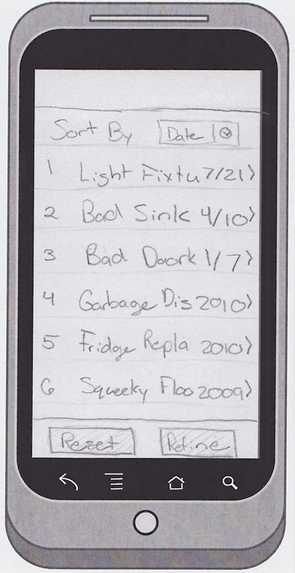 Sort By Date
1 Light Fixtu 7/21 >
2 Bad Sink 4/10 >
3 Bad Doork 1/7 >
4 Garbage Dis 2010 >
5 Fridge Repla 2010 >
6 Squeeky Floo 2009 >
Reset Refine